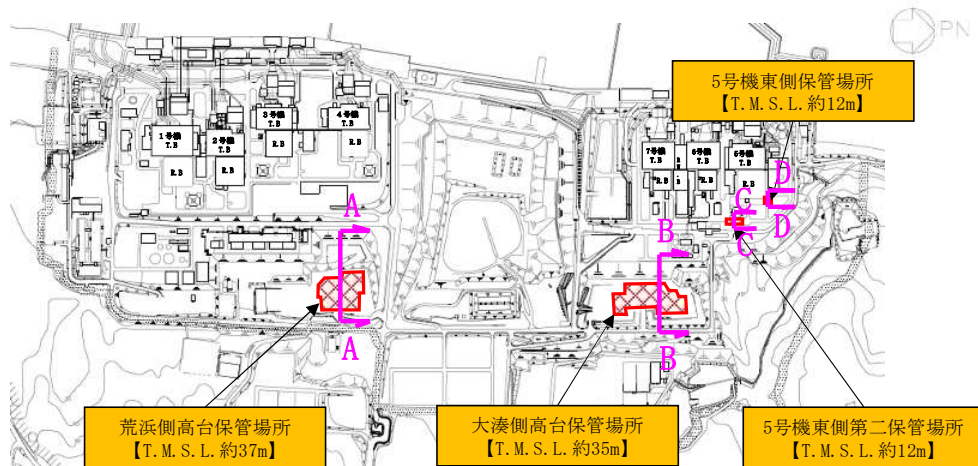 PN
5号機東側保管場所
【T.M.S.L.約12m】
1号機
T.B
2号機
T.B
3号機
T.B
4号機
T.B
R.B
R.B
R.B
R.B
7号機
T.B
6号機
T.B
5号機
T.B
R.B
R.B
R.B
A
A
B
B
C
C
D
D
荒浜側高台保管場所
【T.M.S.L.約37m】
大湊側高台保管場所
【T.M.S.L.約35m】
5号機東側第二保管場所
【T.M.S.L.約12m】